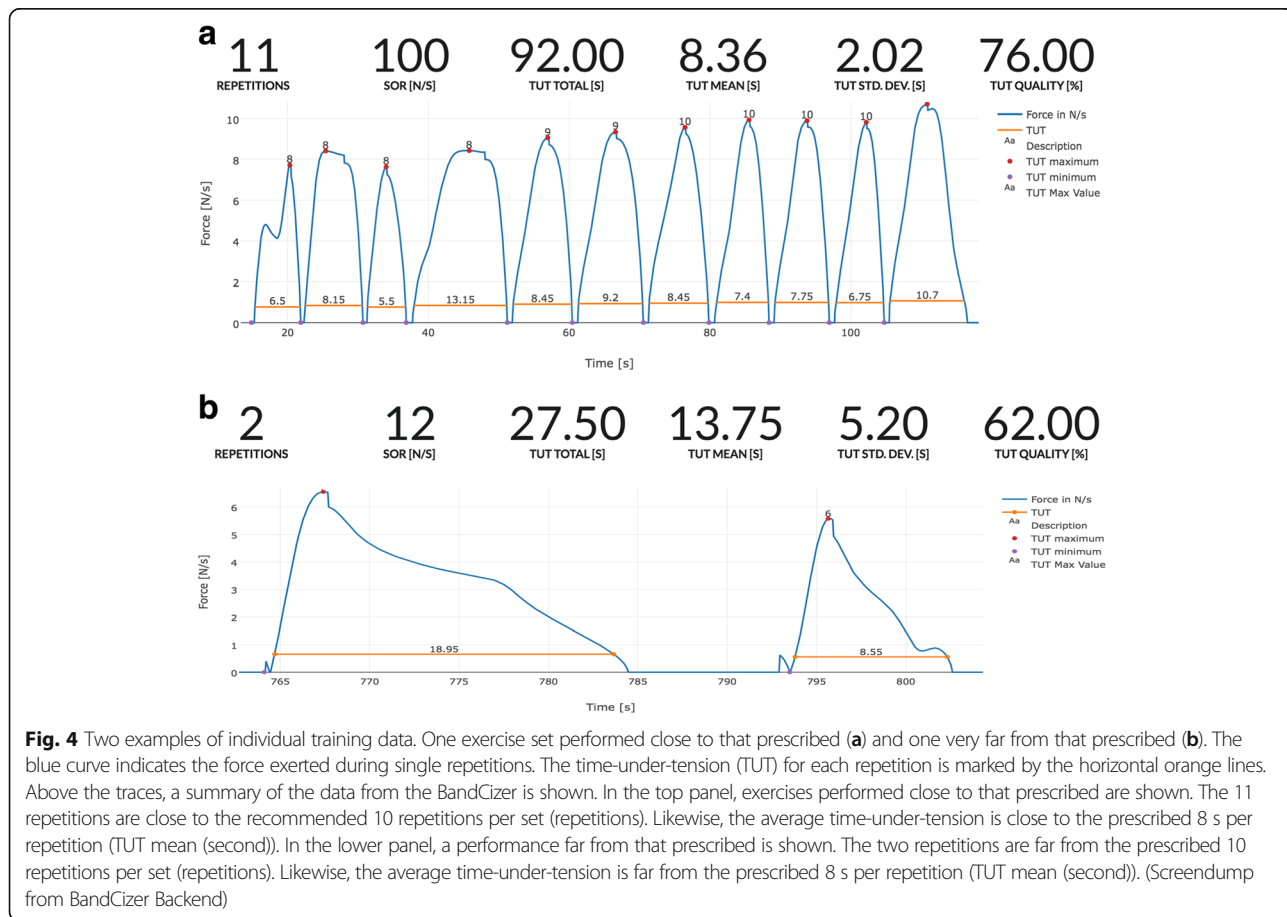 a
11 100 92.00 8.36 2.02 76.00
REPETITIONS SOR [N/S] TUT TOTAL [S] TUT MEAN [S] TUT STD. DEV. [S] TUT QUALITY [%]
Force in N/s
TUT
Aa Description
TUT maximum
TUT minimum
Aa TUT Max Value
Force [N/s]
10
8
6
4
2
0
8 8 8 8 9 9 10 10 10 10
6.5 8.15 5.5 13.15 8.45 9.2 8.45 7.4 7.75 6.75 10.7
20 40 60 80 100
Time [s]
b
2 12 27.50 13.75 5.20 62.00
REPETITIONS SOR [N/S] TUT TOTAL [S] TUT MEAN [S] TUT STD. DEV. [S] TUT QUALITY [%]
Force in N/s
TUT
Aa Description
TUT maximum
TUT minimum
Aa TUT Max Value
Force [N/s]
6
5
4
3
2
1
0
6
18.95 8.55
765 770 775 780 785 790 795 800
Time [s]
Fig. 4 Two examples of individual training data. One exercise set performed close to that prescribed (a) and one very far from that prescribed (b). The
blue curve indicates the force exerted during single repetitions. The time-under-tension (TUT) for each repetition is marked by the horizontal orange lines.
Above the traces, a summary of the data from the BandCizer is shown. In the top panel, exercises performed close to that prescribed are shown. The 11
repetitions are close to the recommended 10 repetitions per set (repetitions). Likewise, the average time-under-tension is close to the prescribed 8 s per
repetition (TUT mean (second)). In the lower panel, a performance far from that prescribed is shown. The two repetitions are far from the prescribed 10
repetitions per set (repetitions). Likewise, the average time-under-tension is far from the prescribed 8 s per repetition (TUT mean (second)). (Screendump
from BandCizer Backend)